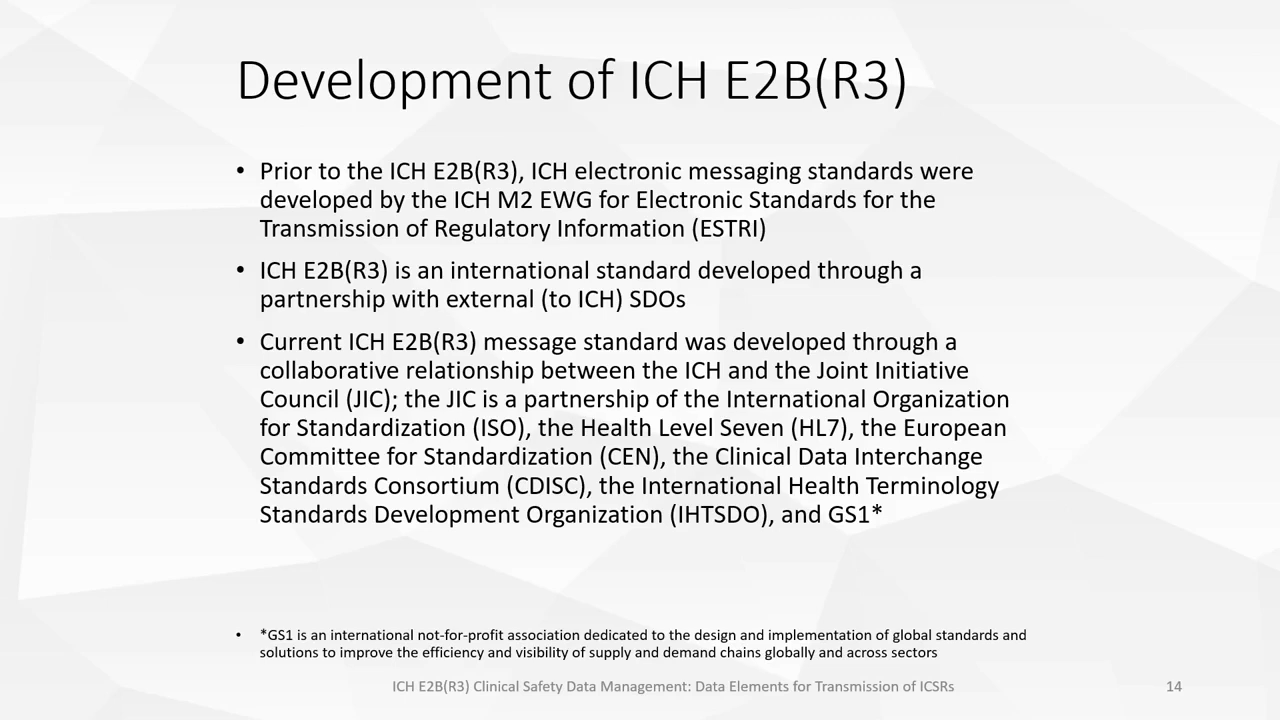 Development of ICH E2B(R3)
• Prior to the ICH E2B(R3), ICH electronic messaging standards were
developed by the ICH M2 EWG for Electronic Standards for the
Transmission of Regulatory Information (ESTRI)
• ICH E2B(R3) is an international standard developed through a
partnership with external (to ICH) SDOs
• Current ICH E2B(R3) message standard was developed through a
collaborative relationship between the ICH and the Joint Initiative
Council (JIC); the JIC is a partnership of the International Organization
for Standardization (ISO), the Health Level Seven (HL7), the European
Committee for Standardization (CEN), the Clinical Data Interchange
Standards Consortium (CDISC), the International Health Terminology
Standards Development Organization (IHTSDO), and GS1*
• *GS1 is an international not-for-profit association dedicated to the design and implementation of global standards and
solutions to improve the efficiency and visibility of supply and demand chains globally and across sectors
ICH E2B(R3) Clinical Safety Data Management: Data Elements for Transmission of ICSRs
14